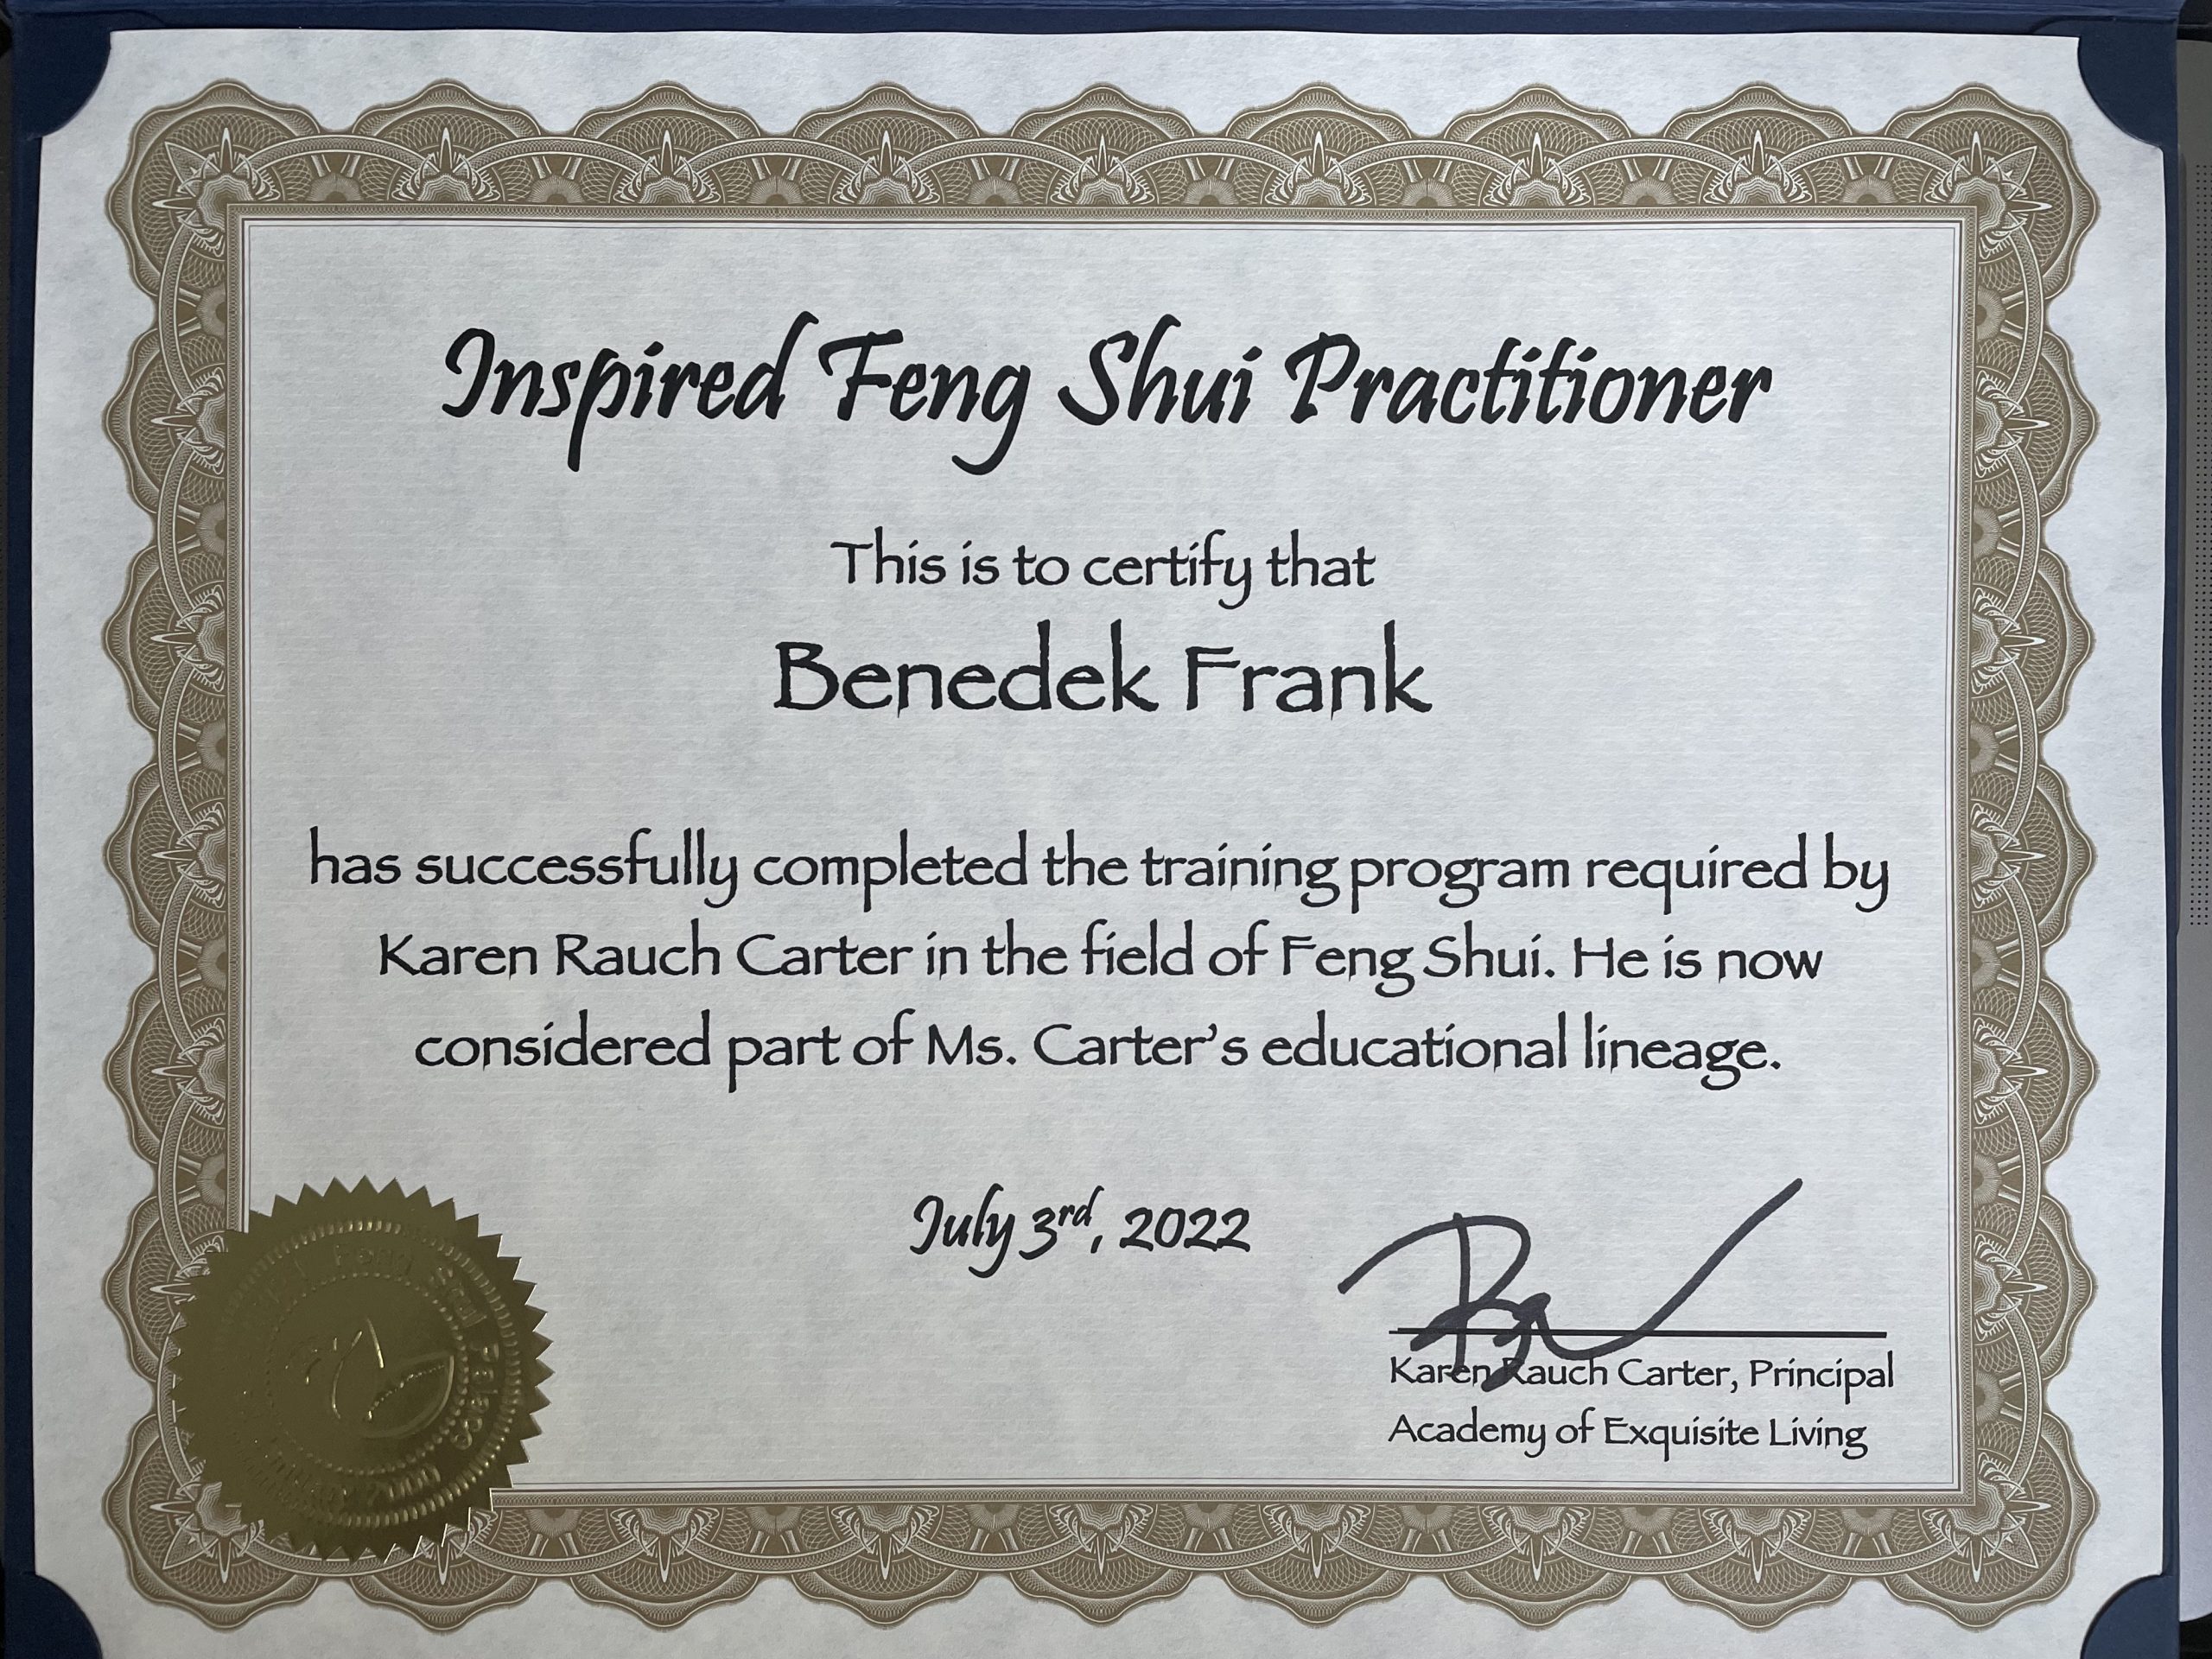 Inspired Feng Shui Practitioner
This is to certify that
Benedek Frank
has successfully completed the training program required by
Karen Rauch Carter in the field of Feng Shui. He is now
considered part of Ms. Carter's educational lineage.
July 3rd, 2022
Karen Rauch Carter, Principal
Academy of Exquisite Living
Feng Shui